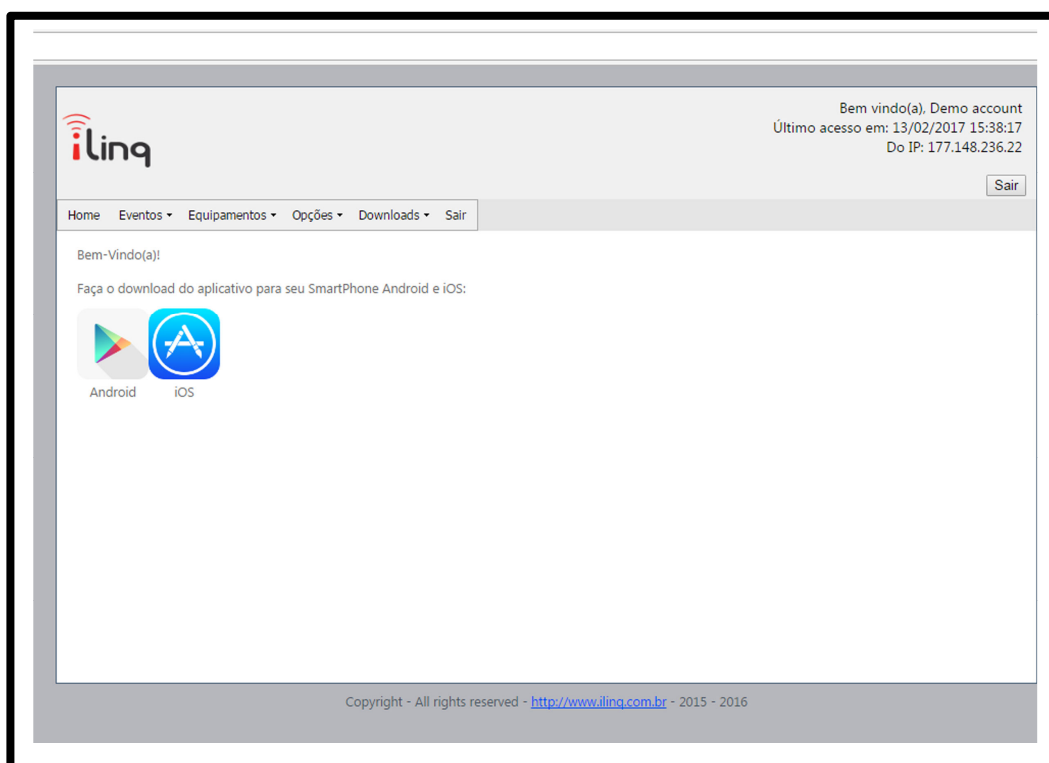 iLinq
Bem vindo(a), Demo account
Último acesso em: 13/02/2017 15:38:17
Do IP: 177.148.236.22
Sair
Home Eventos Equipamentos Opções Downloads Sair
Bem-Vindo(a)!
Faça o download do aplicativo para seu SmartPhone Android e iOS:
Android iOS
Copyright - All rights reserved - http://www.ilinq.com.br - 2015 - 2016